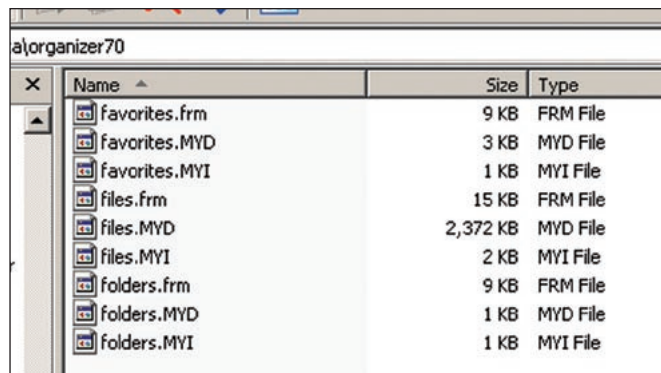 a\organizer70
Name Size Type
favorites.frm 9 KB FRM File
favorites.MYD 3 KB MYD File
favorites.MYI 1 KB MYI File
files.frm 15 KB FRM File
files.MYD 2,372 KB MYD File
files.MYI 2 KB MYI File
folders.frm 9 KB FRM File
folders.MYD 1 KB MYD File
folders.MYI 1 KB MYI File